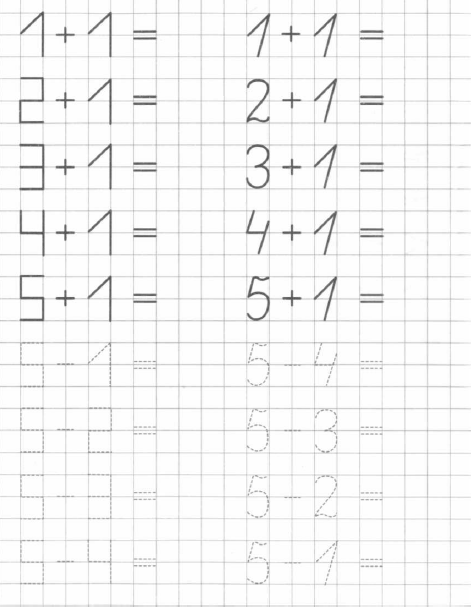 1 + 1 = 1 + 1 =
2 + 1 = 2 + 1 =
3 + 1 = 3 + 1 =
4 + 1 = 4 + 1 =
5 + 1 = 5 + 1 =
5 - 1 = 5 - 4 =
5 - 2 = 5 - 3 =
5 - 3 = 5 - 2 =
5 - 4 = 5 - 1 =